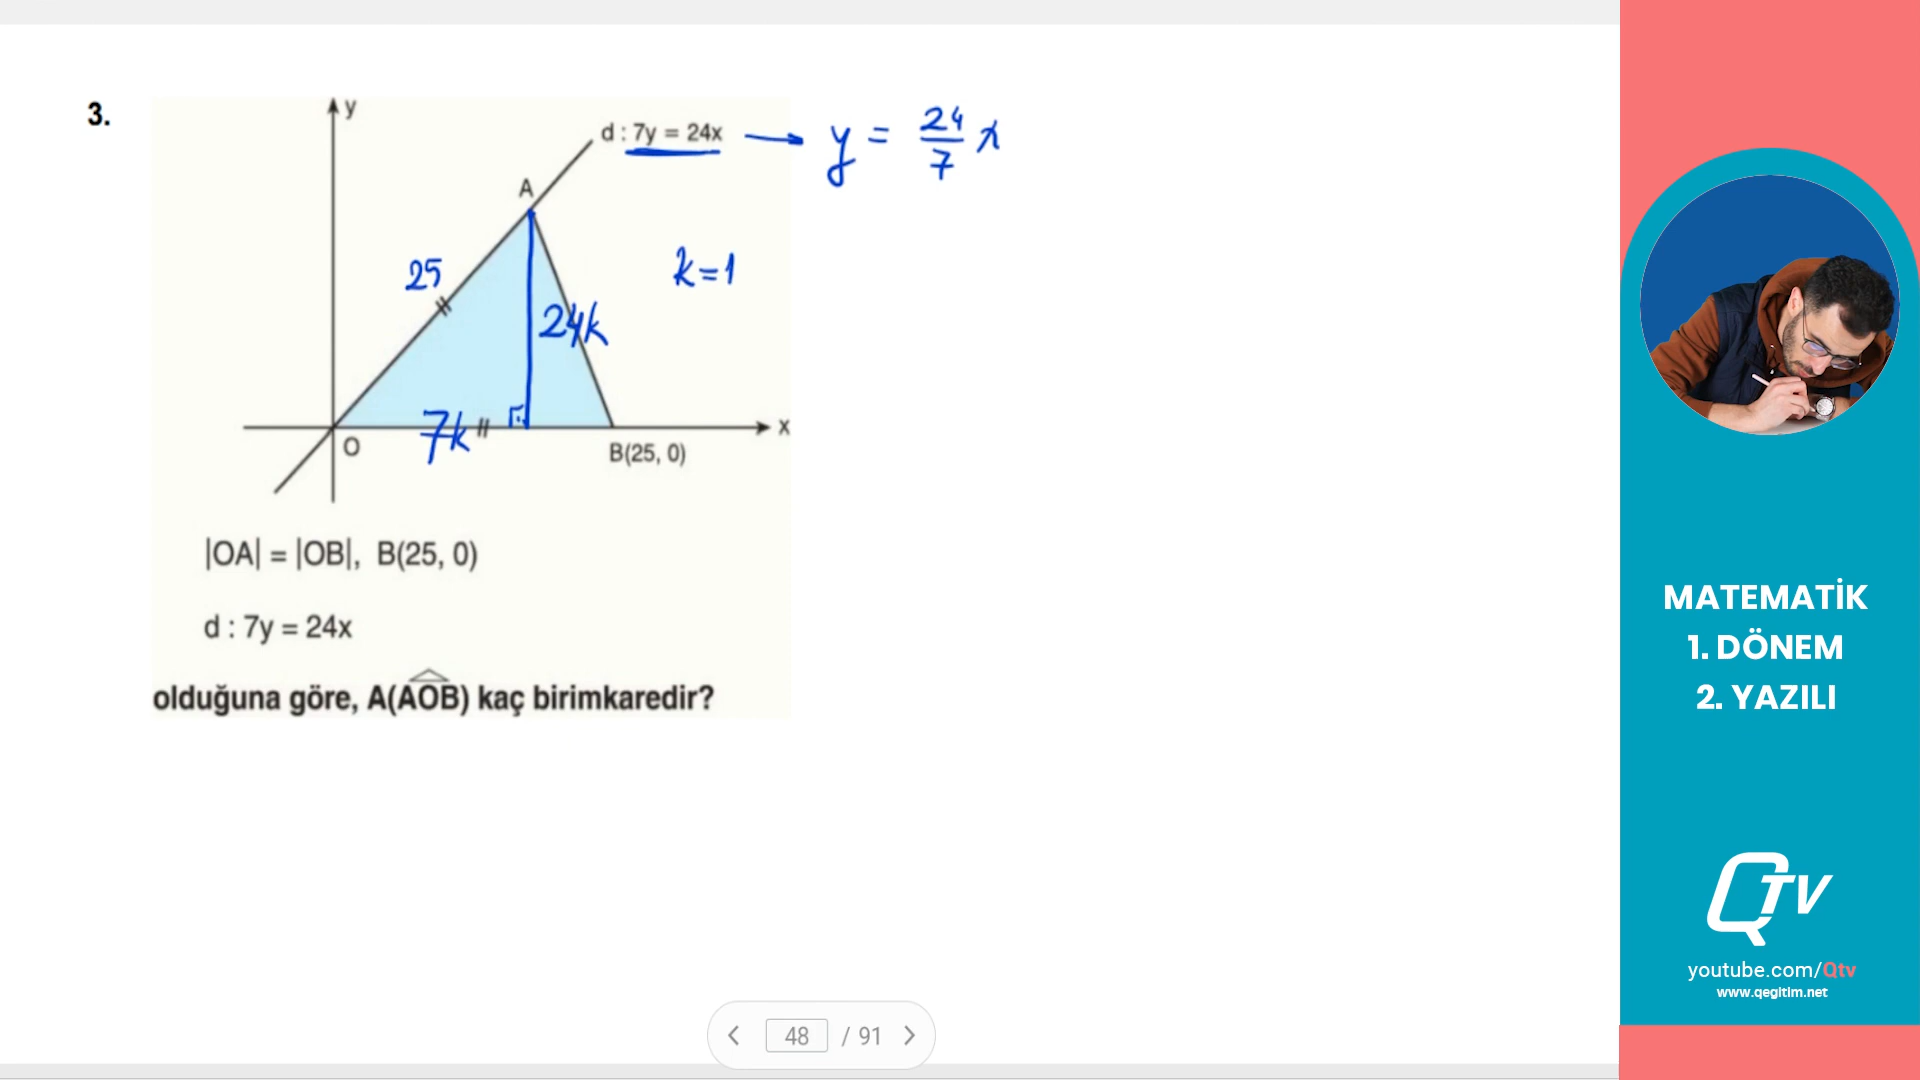 3.
y
d : 7y = 24x
y = 24/7 x
A
25
k=1
24k
7k
x
O
B(25, 0)
|OA| = |OB|, B(25, 0)
d : 7y = 24x
olduğuna göre, A(AOB) kaç birimkaredir?
48 / 91
MATEMATİK
1. DÖNEM
2. YAZILI
QTV
youtube.com/Qtv
www.qegitim.net